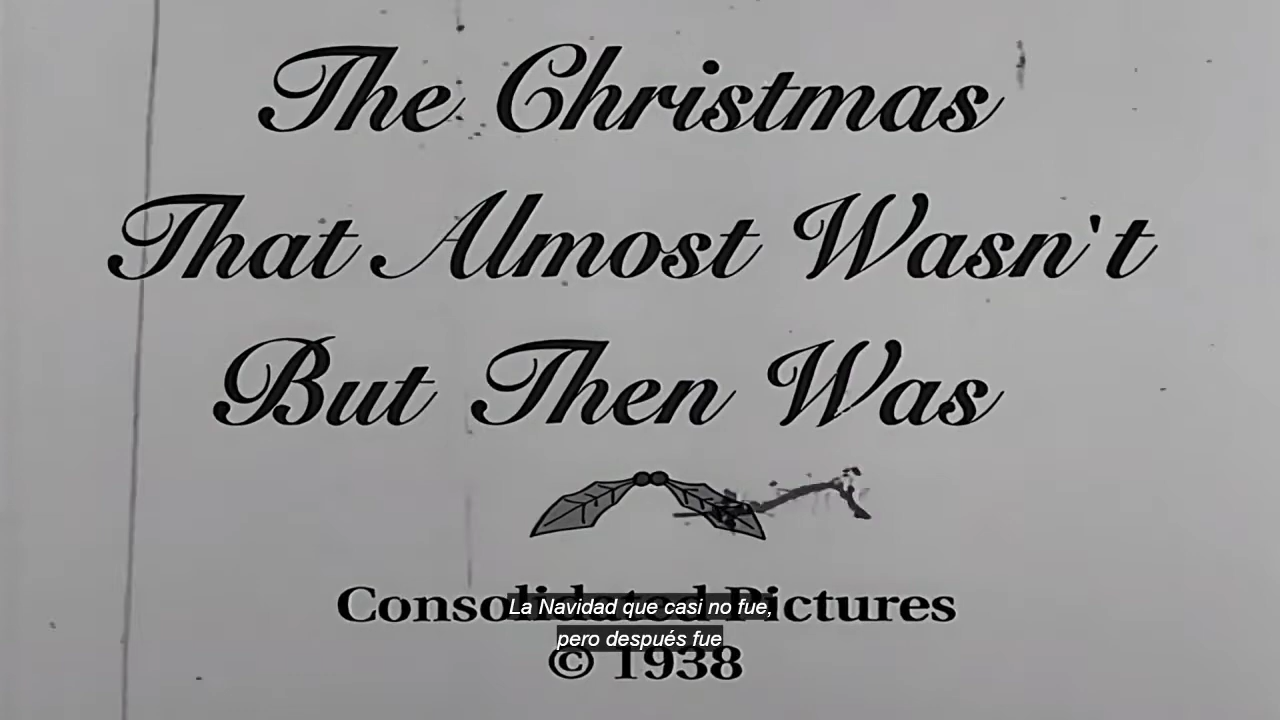 The Christmas
That Almost Wasn't
But Then Was
Consolidated Pictures
La Navidad que casi no fue,
pero después fue
© 1938